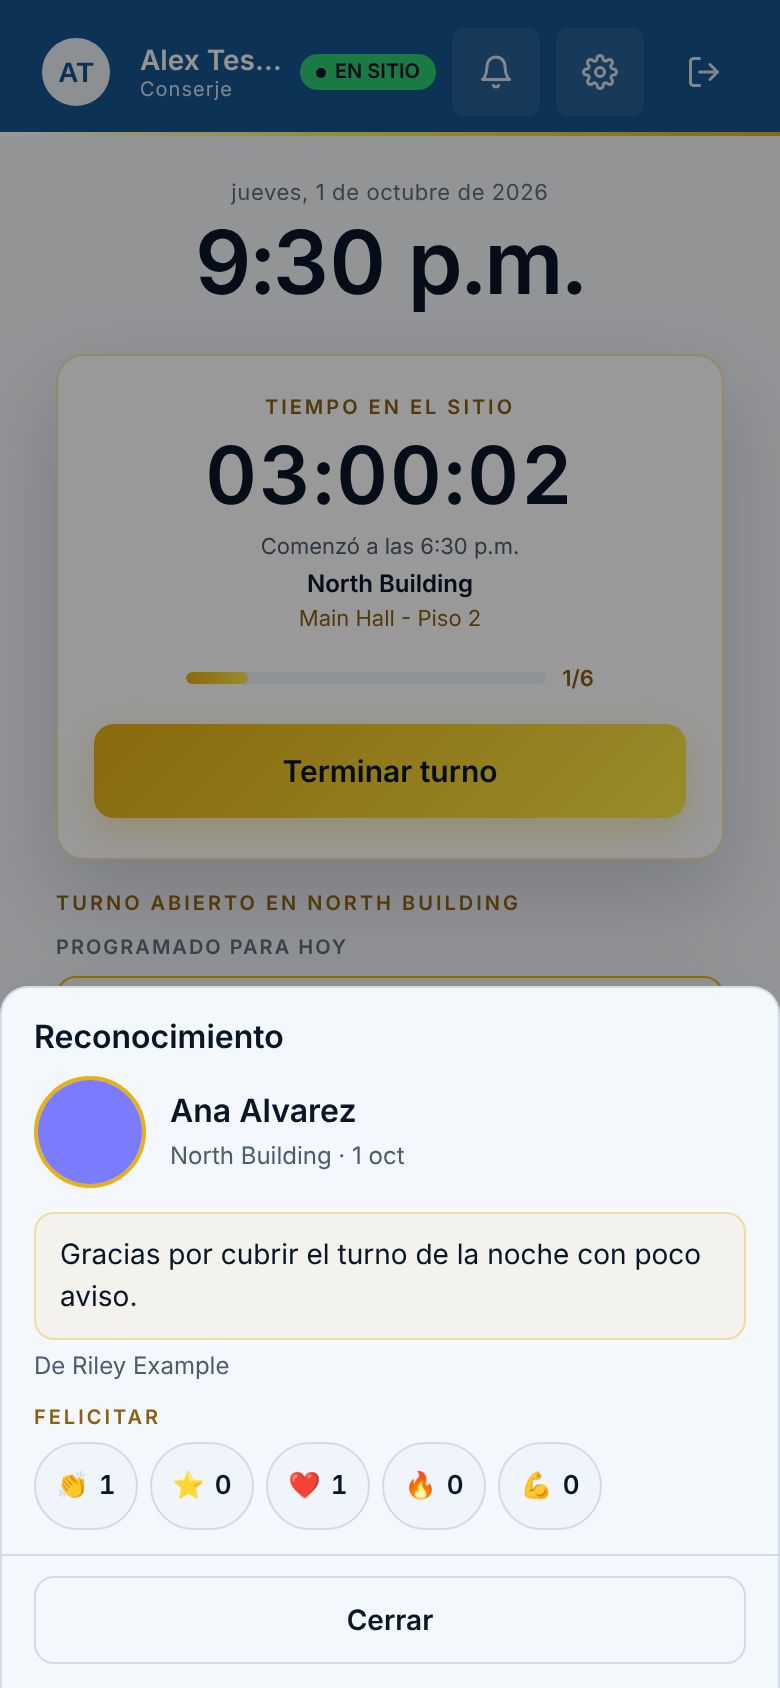 AT
Alex Tes...
Conserje
EN SITIO
jueves, 1 de octubre de 2026
9:30 p.m.
TIEMPO EN EL SITIO
03:00:02
Comenzó a las 6:30 p.m.
North Building
Main Hall - Piso 2
1/6
Terminar turno
TURNO ABIERTO EN NORTH BUILDING
PROGRAMADO PARA HOY
Reconocimiento
Ana Alvarez
North Building · 1 oct
Gracias por cubrir el turno de la noche con poco
aviso.
De Riley Example
FELICITAR
👏 1 ⭐ 0 ❤️ 1 🔥 0 💪 0
Cerrar